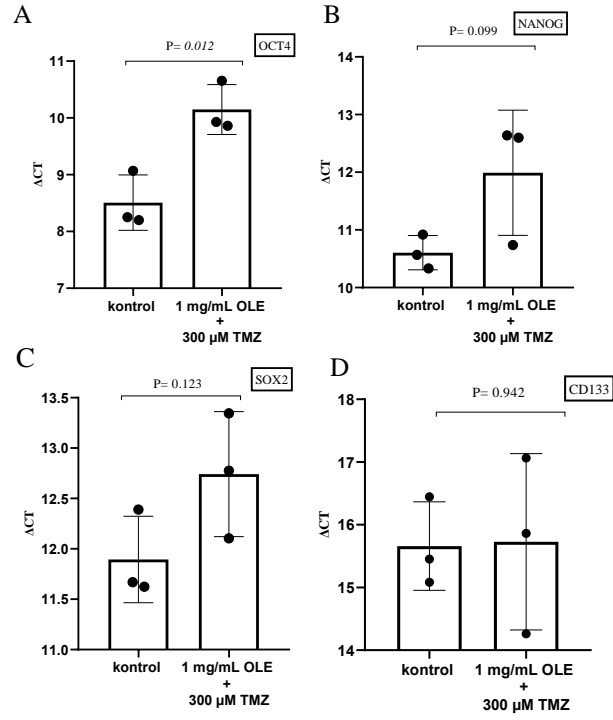 A
P= 0.012
OCT4
ΔCT
11
10
9
8
7
kontrol
1 mg/mL OLE
+
300 µM TMZ
B
NANOG
P= 0.099
ΔCT
14
13
12
11
10
kontrol
1 mg/mL OLE
+
300 µM TMZ
C
SOX2
P= 0.123
ΔCT
13.5
13.0
12.5
12.0
11.5
11.0
kontrol
1 mg/mL OLE
+
300 µM TMZ
D
CD133
P= 0.942
ΔCT
18
17
16
15
14
kontrol
1 mg/mL OLE
+
300 µM TMZ